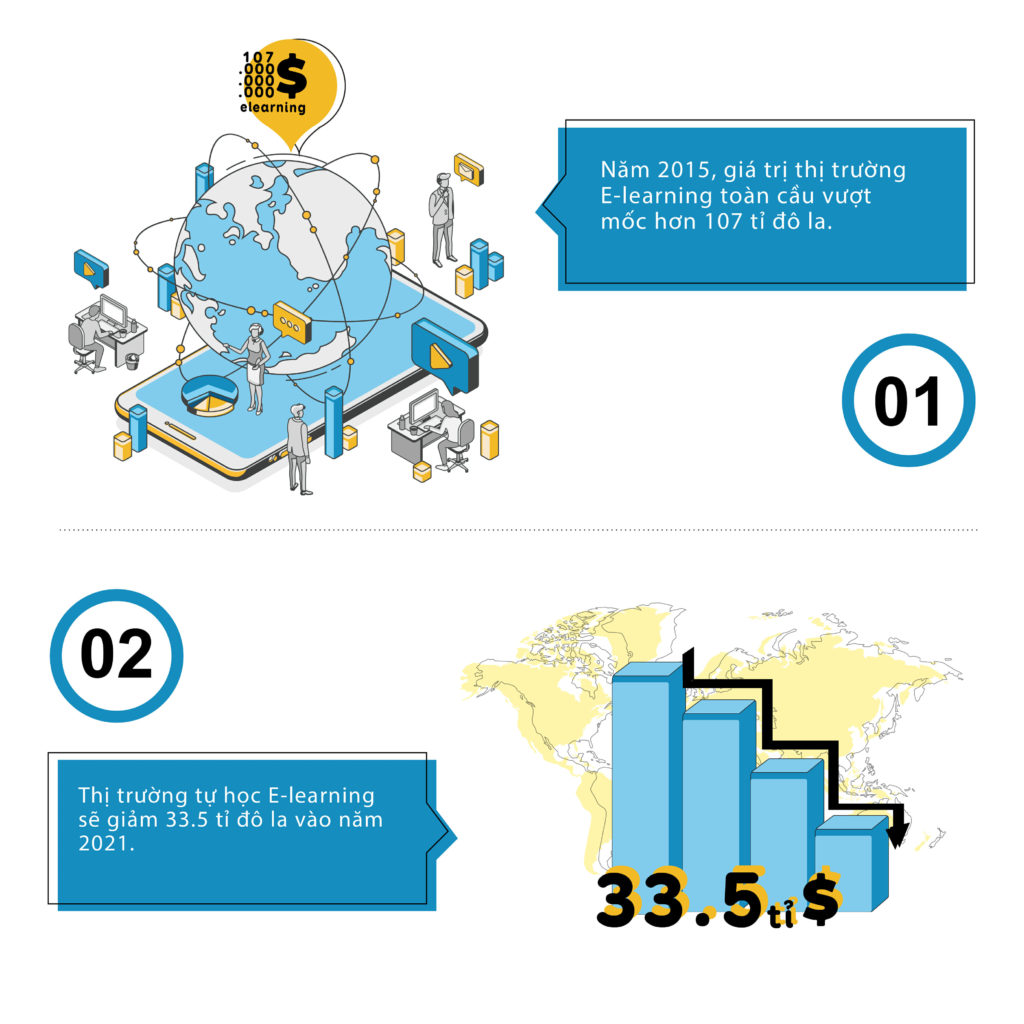 107
.000
.000
.000
$
elearning
Năm 2015, giá trị thị trường
E-learning toàn cầu vượt
mốc hơn 107 tỉ đô la.
01
02
Thị trường tự học E-learning
sẽ giảm 33.5 tỉ đô la vào năm
2021.
33.5 tỉ $